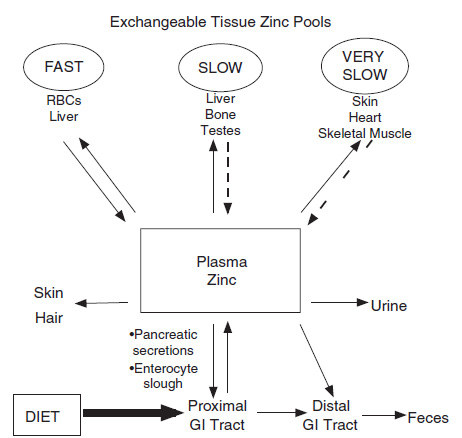 Exchangeable Tissue Zinc Pools
FAST
RBCs
Liver
SLOW
Liver
Bone
Testes
VERY
SLOW
Skin
Heart
Skeletal Muscle
Plasma
Zinc
Skin
Hair
Urine
•Pancreatic
secretions
•Enterocyte
slough
DIET
Proximal
GI Tract
Distal
GI Tract
Feces